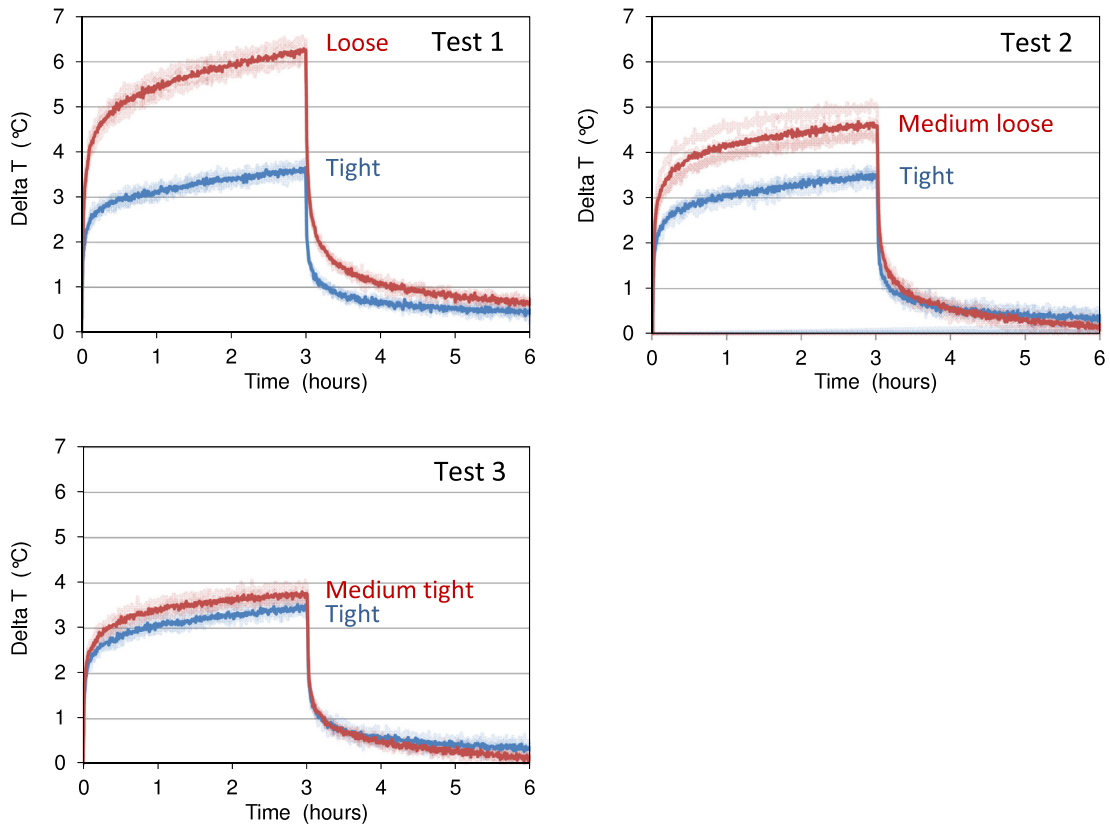 Test 1
Loose
Tight
Delta T (°C)
7
6
5
4
3
2
1
0
0 1 2 3 4 5 6
Time (hours)
Test 2
Medium loose
Tight
Delta T (°C)
7
6
5
4
3
2
1
0
0 1 2 3 4 5 6
Time (hours)
Test 3
Medium tight
Tight
Delta T (°C)
7
6
5
4
3
2
1
0
0 1 2 3 4 5 6
Time (hours)